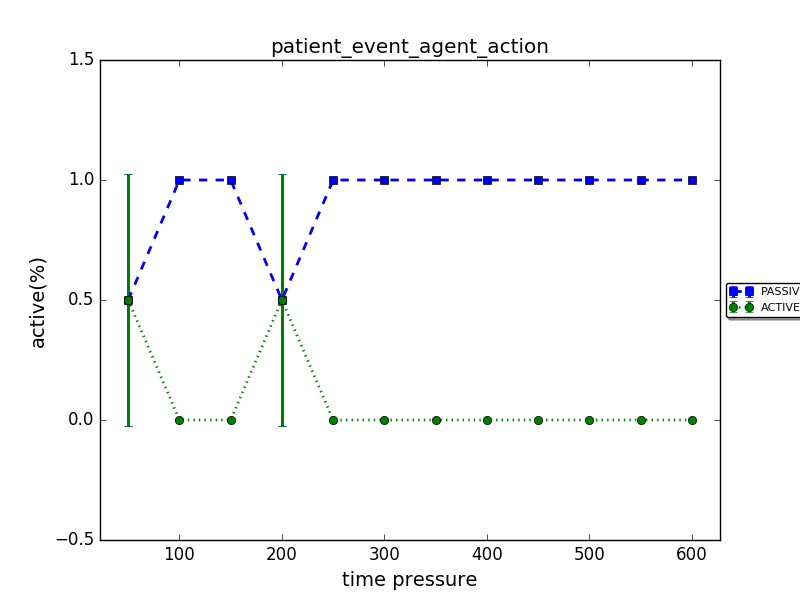 patient_event_agent_action
1.5
1.0
0.5
0.0
−0.5
active(%)
100 200 300 400 500 600
time pressure
PASSIV
ACTIVE